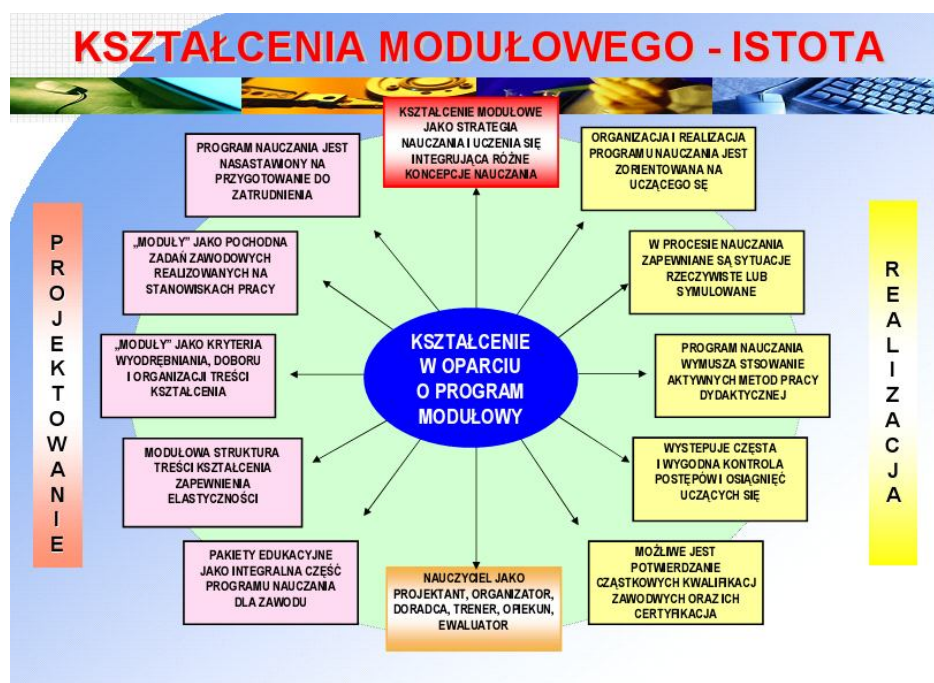 KSZTAŁCENIA MODUŁOWEGO - ISTOTA
KSZTAŁCENIE MODUŁOWE
JAKO STRATEGIA
NAUCZANIA I UCZENIA SIĘ
INTEGRUJĄCA RÓŻNE
KONCEPCJE NAUCZANIA
PROGRAM NAUCZANIA JEST
NASASTAWIONY NA
PRZYGOTOWANIE DO
ZATRUDNIENIA
ORGANIZACJA I REALIZACJA
PROGRAMU NAUCZANIA JEST
ZORIENTOWANA NA
UCZĄCEGO SĘ
PROJEKTOWANIE
„MODUŁY” JAKO POCHODNA
ZADAŃ ZAWODOWYCH
REALIZOWANYCH NA
STANOWISKACH PRACY
W PROCESIE NAUCZANIA
ZAPEWNIANE SĄ SYTUACJE
RZECZYWISTE LUB
SYMULOWANE
REALIZACJA
„MODUŁY” JAKO KRYTERIA
WYODRĘBNIANIA, DOBORU
I ORGANIZACJI TREŚCI
KSZTAŁCENIA
KSZTAŁCENIE
W OPARCIU
O PROGRAM
MODUŁOWY
PROGRAM NAUCZANIA
WYMUSZA STSOWANIE
AKTYWNYCH METOD PRACY
DYDAKTYCZNEJ
MODUŁOWA STRUKTURA
TREŚCI KSZTAŁCENIA
ZAPEWNIENIA
ELASTYCZNOŚCI
WYSTEPUJE CZĘSTA
I WYGODNA KONTROLA
POSTĘPÓW I OSIĄGNIĘĆ
UCZĄCYCH SIĘ
PAKIETY EDUKACYJNE
JAKO INTEGRALNA CZĘŚĆ
PROGRAMU NAUCZANIA
DLA ZAWODU
NAUCZYCIEL JAKO
PROJEKTANT, ORGANIZATOR,
DORADCA, TRENER, OPIEKUN,
EWALUATOR
MOŻLIWE JEST
POTWIERDZANIE
CZĄSTKOWYCH KWALIFIKACJ
ZAWODWYCH ORAZ ICH
CERTYFIKACJA